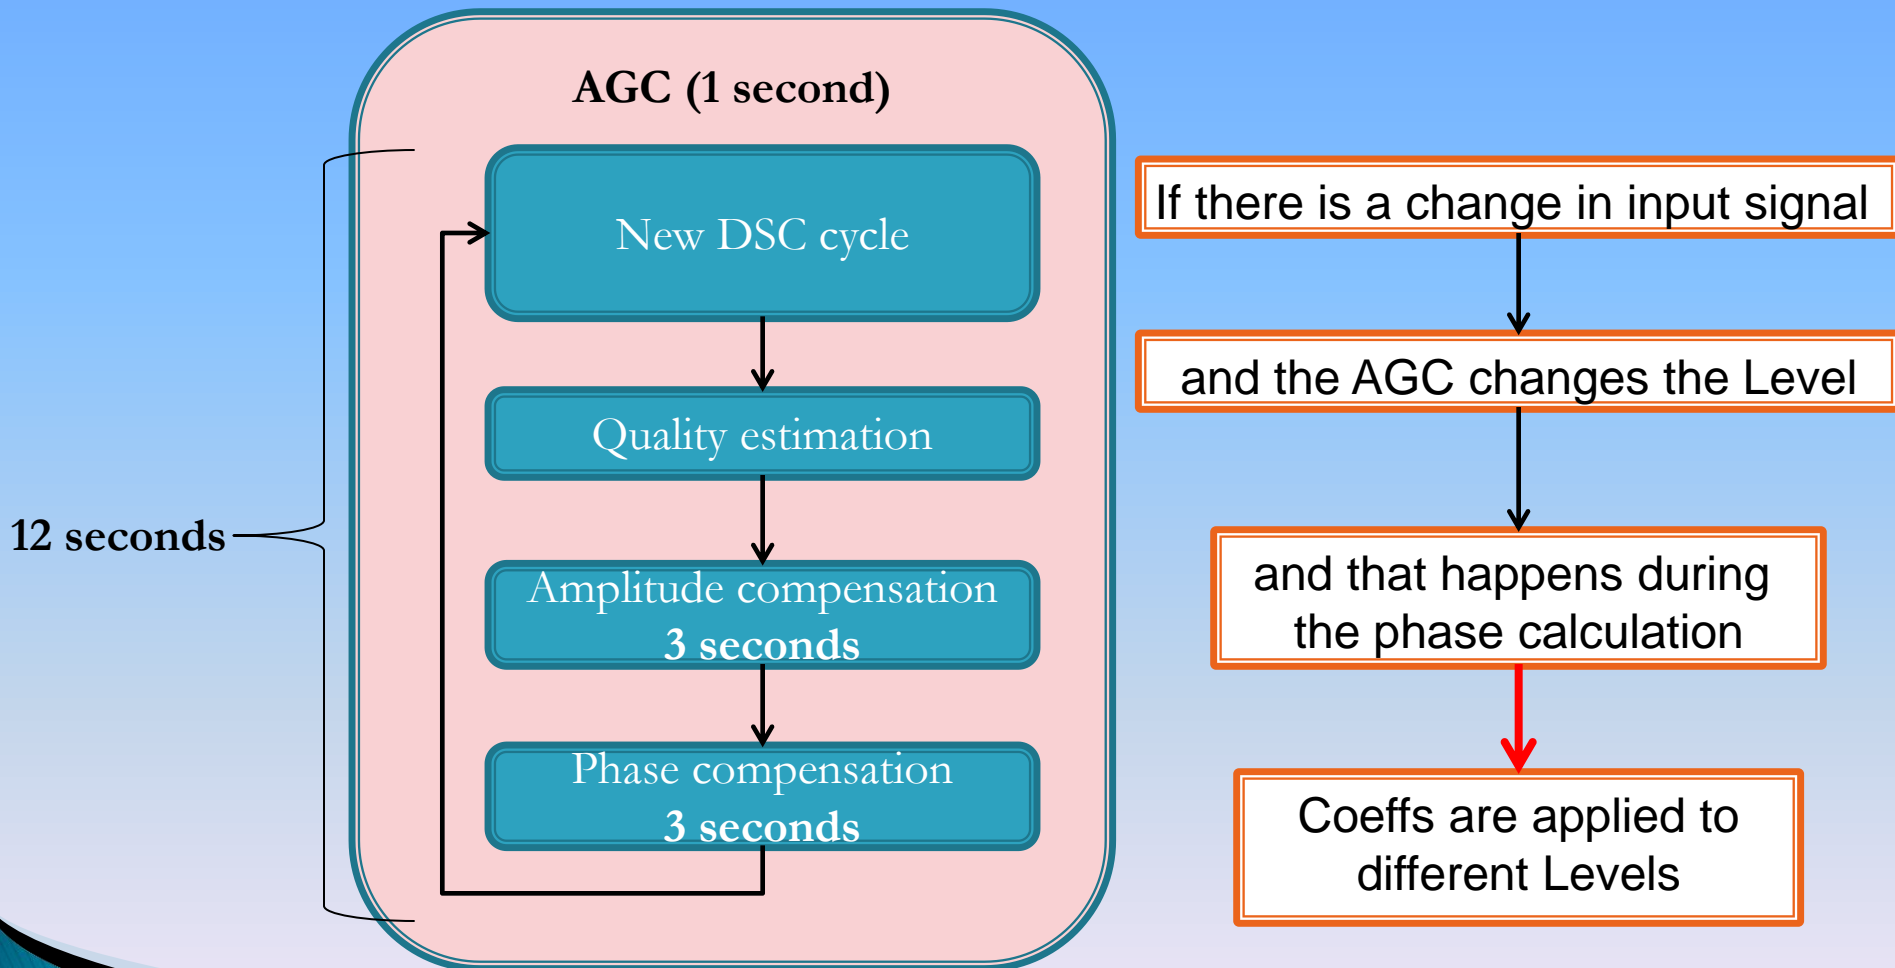 AGC (1 second)
New DSC cycle
Quality estimation
Amplitude compensation
3 seconds
Phase compensation
3 seconds
12 seconds
If there is a change in input signal
and the AGC changes the Level
and that happens during
the phase calculation
Coeffs are applied to
different Levels